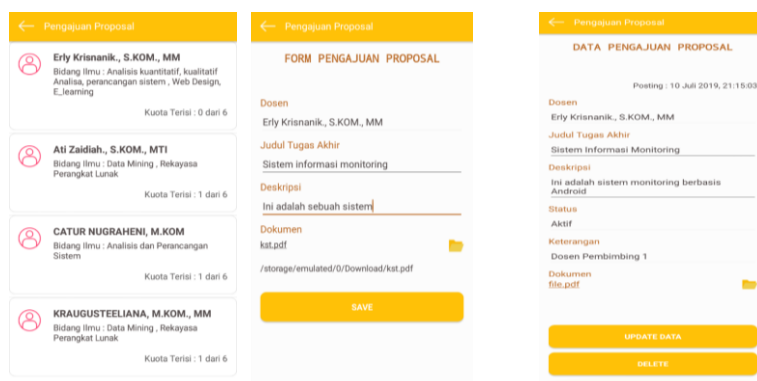 ← Pengajuan Proposal
Erly Krisnanik., S.KOM., MM
Bidang Ilmu : Analisis kuantitatif, kualitatif
Analisa, perancangan sistem , Web Design,
E_learning
Kuota Terisi : 0 dari 6
Ati Zaidiah., S.KOM., MTI
Bidang Ilmu : Data Mining , Rekayasa
Perangkat Lunak
Kuota Terisi : 1 dari 6
CATUR NUGRAHENI, M.KOM
Bidang Ilmu : Analisis dan Perancangan
Sistem
Kuota Terisi : 1 dari 6
KRAUGUSTEELIANA, M.KOM., MM
Bidang Ilmu : Data Mining , Rekayasa
Perangkat Lunak
Kuota Terisi : 1 dari 6
← Pengajuan Proposal
FORM PENGAJUAN PROPOSAL
Dosen
Erly Krisnanik., S.KOM., MM
Judul Tugas Akhir
Sistem informasi monitoring
Deskripsi
Ini adalah sebuah sistem
Dokumen
kst.pdf
/storage/emulated/0/Download/kst.pdf
SAVE
← Pengajuan Proposal
DATA PENGAJUAN PROPOSAL
Posting : 10 Juli 2019, 21:15:03
Dosen
Erly Krisnanik., S.KOM., MM
Judul Tugas Akhir
Sistem Informasi Monitoring
Deskripsi
Ini adalah sistem monitoring berbasis
Android
Status
Aktif
Keterangan
Dosen Pembimbing 1
Dokumen
file.pdf
UPDATE DATA
DELETE